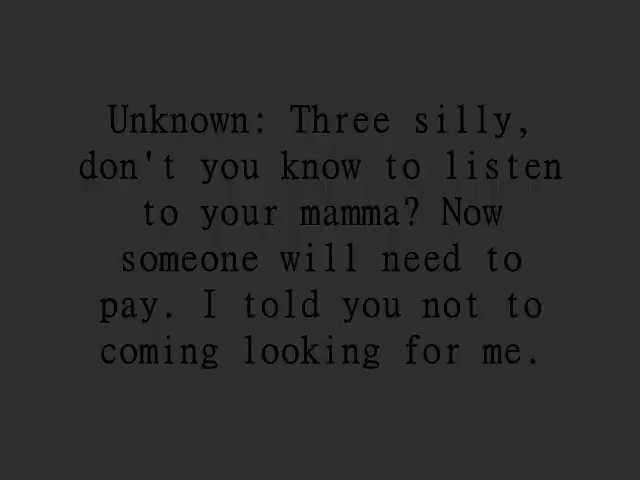 Unknown: Three silly,
don't you know to listen
to your mamma? Now
someone will need to
pay. I told you not to
coming looking for me.